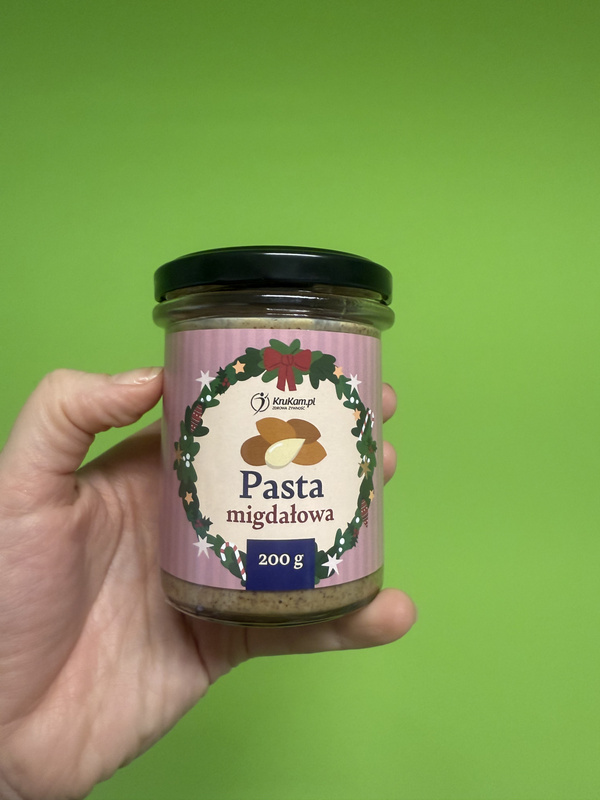 KruKam.pl
ZDROWA ŻYWNOŚĆ
Pasta
migdałowa
200 g